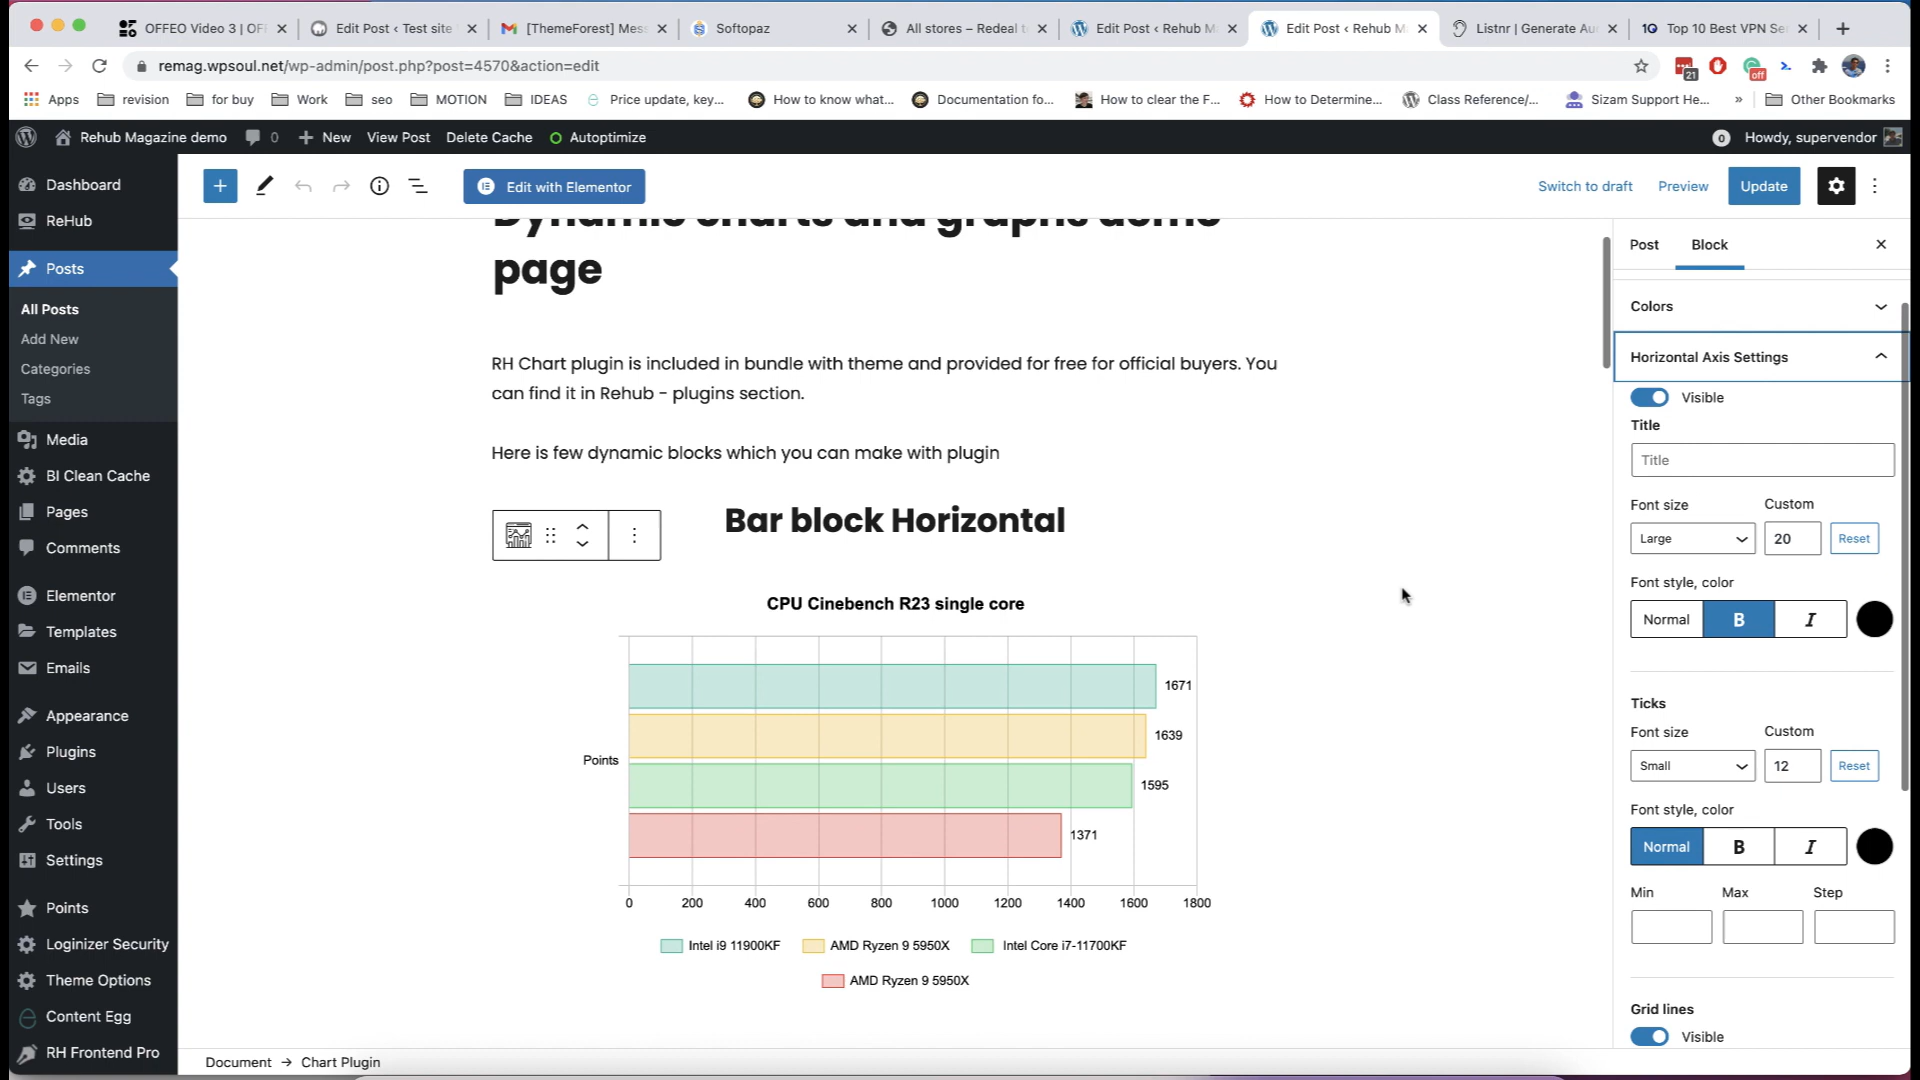 OFFEO Video 3 | OF
Edit Post ‹ Test site
[ThemeForest] Mess
Softopaz
All stores – Redeal t
Edit Post ‹ Rehub M
Edit Post ‹ Rehub M
Listnr | Generate Au
Top 10 Best VPN Se
remag.wpsoul.net/wp-admin/post.php?post=4570&action=edit
21
off
Apps
revision
for buy
Work
seo
MOTION
IDEAS
Price update, key...
How to know what...
Documentation fo...
How to clear the F...
How to Determine...
Class Reference/...
Sizam Support He...
»
Other Bookmarks
Rehub Magazine demo
0
New
View Post
Delete Cache
Autoptimize
0
Howdy, supervendor
Dashboard
ReHub
Posts
All Posts
Add New
Categories
Tags
Media
BI Clean Cache
Pages
Comments
Elementor
Templates
Emails
Appearance
Plugins
Users
Tools
Settings
Points
Loginizer Security
Theme Options
Content Egg
RH Frontend Pro
Edit with Elementor
Switch to draft
Preview
Update
Dynamic charts and graphs demo
page
RH Chart plugin is included in bundle with theme and provided for free for official buyers. You
can find it in Rehub - plugins section.
Here is few dynamic blocks which you can make with plugin
Bar block Horizontal
CPU Cinebench R23 single core
1671
1639
Points
1595
1371
0 200 400 600 800 1000 1200 1400 1600 1800
Intel i9 11900KF AMD Ryzen 9 5950X Intel Core i7-11700KF
AMD Ryzen 9 5950X
Document → Chart Plugin
Post
Block
Colors
Horizontal Axis Settings
Visible
Title
Title
Font size Custom
Large 20 Reset
Font style, color
Normal B I
Ticks
Font size Custom
Small 12 Reset
Font style, color
Normal B I
Min Max Step
Grid lines
Visible